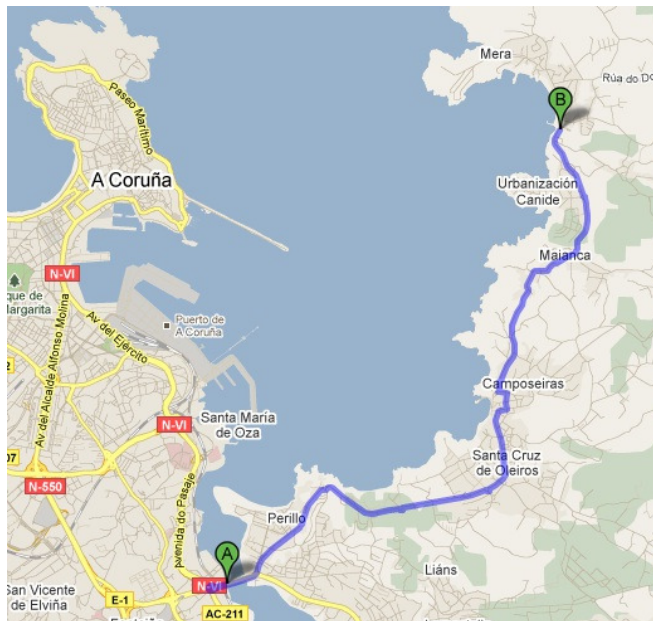 Mera
Rúa do
B
Paseo Marítimo
A Coruña
Urbanización
Canide
Maianca
N-VI
que de
Margarita
Puerto de
A Coruña
Av del Ejército
Av del Alcalde Alfonso Molina
Camposeiras
Santa María
de Oza
N-VI
07
N-550
Santa Cruz
de Oleiros
Avenida do Pasaje
Perillo
A
N-VI
Liáns
San Vicente
de Elviña
E-1
AC-211